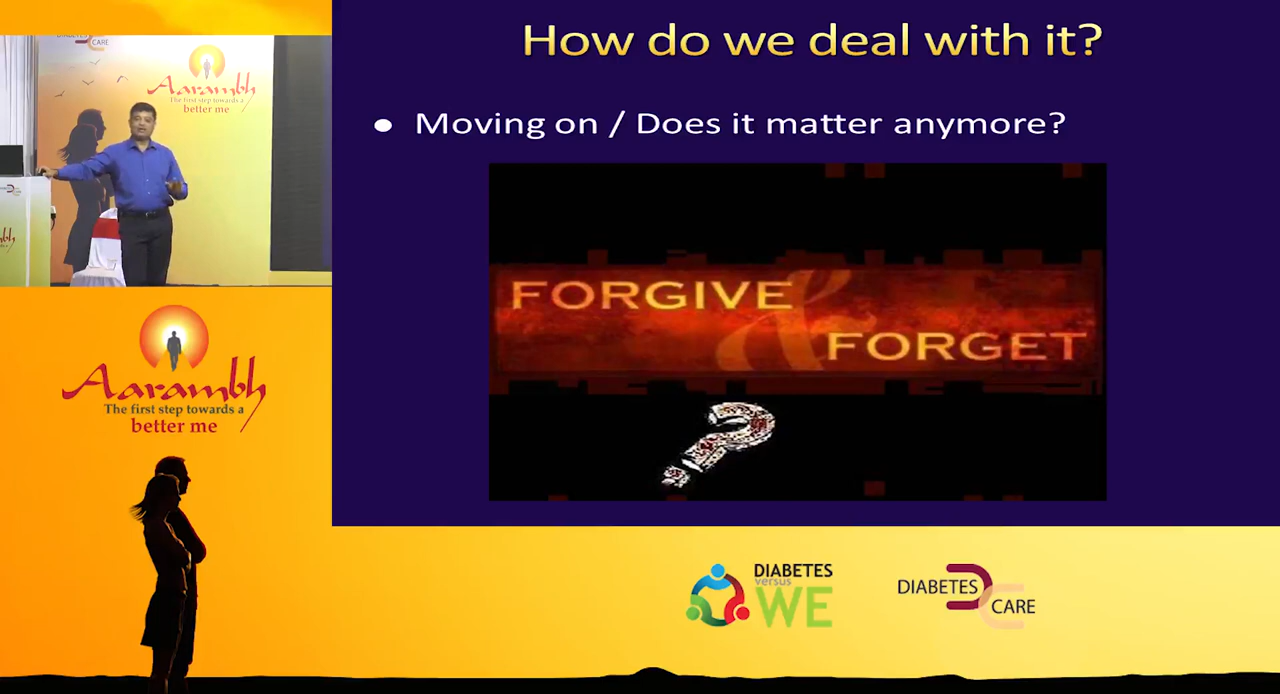 How do we deal with it?
Moving on / Does it matter anymore?
FORGIVE
&
FORGET
?
CARE
Aarambh
The first step towards a
better me
Aarambh
The first step towards a
better me
DIABETES
versus
WE
DIABETES
CARE